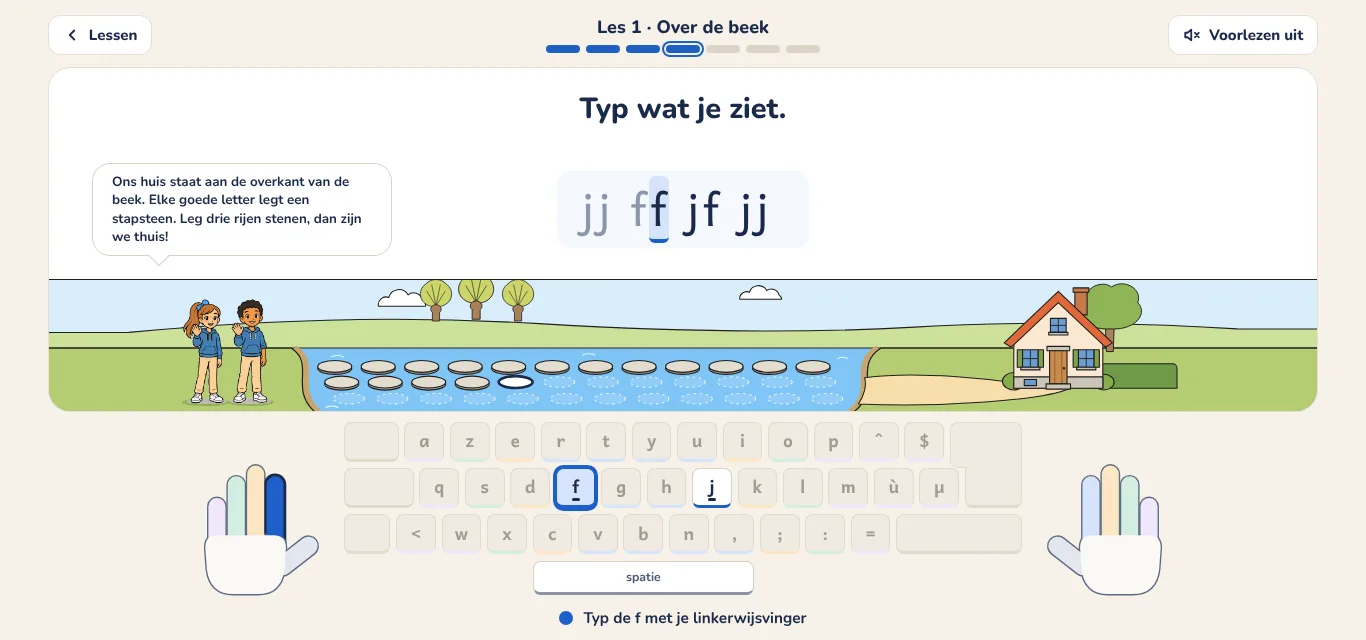 Lessen
Les 1 · Over de beek
Voorlezen uit
Typ wat je ziet.
Ons huis staat aan de overkant van de
beek. Elke goede letter legt een
stapsteen. Leg drie rijen stenen, dan zijn
we thuis!
jj ff jf jj
a z e r t y u i o p ^ $
q s d f g h j k l m ù µ
< w x c v b n , ; : =
spatie
Typ de f met je linkerwijsvinger